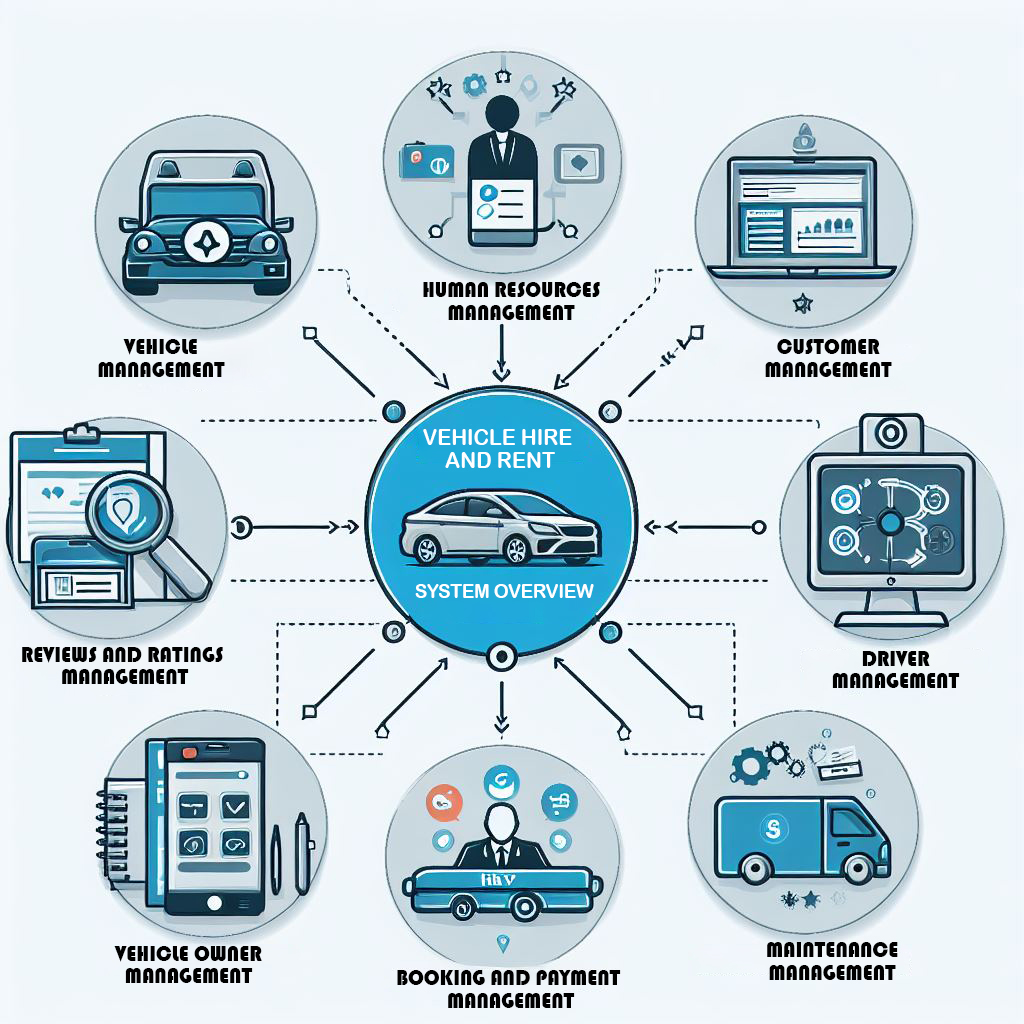 HUMAN RESOURCES
MANAGEMENT
VEHICLE
MANAGEMENT
CUSTOMER
MANAGEMENT
VEHICLE HIRE
AND RENT
SYSTEM OVERVIEW
REVIEWS AND RATINGS
MANAGEMENT
DRIVER
MANAGEMENT
VEHICLE OWNER
MANAGEMENT
BOOKING AND PAYMENT
MANAGEMENT
MAINTENANCE
MANAGEMENT
S